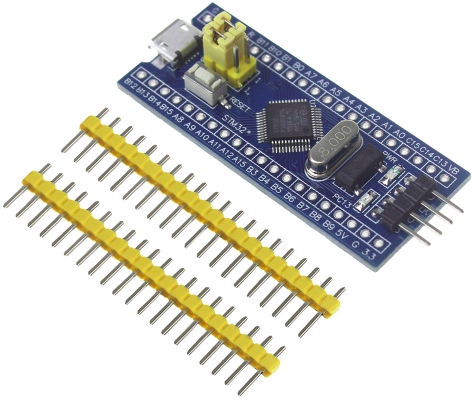 R B11 B10 B1 B0 A7 A6 A5 A4 A3 A2 A1 A0 C15 C14 C13 VB
RESET
STM32
8.000
PWR
PC13
B12 B13 B14 B15 A8 A9 A10 A11 A12 A15 B3 B4 B5 B6 B7 B8 B9 5V G 3.3